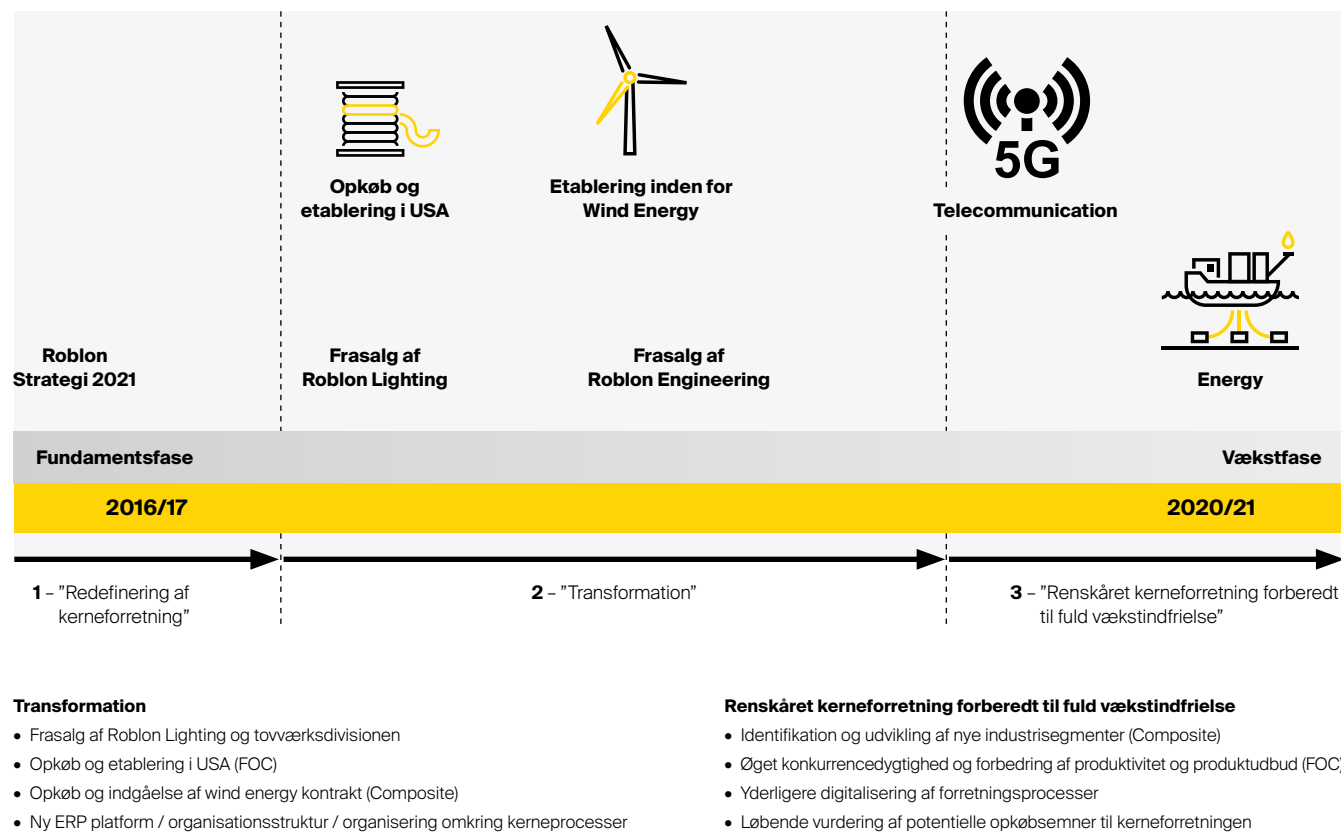 5G
Opkøb og
etablering i USA
Etablering inden for
Wind Energy
Telecommunication
Roblon
Strategi 2021
Frasalg af
Roblon Lighting
Frasalg af
Roblon Engineering
Energy
Fundamentsfase
Vækstfase
2016/17
2020/21
1 – ”Redefinering af
kerneforretning”
2 – ”Transformation”
3 – ”Renskåret kerneforretning forberedt
til fuld vækstindfrielse”
Transformation
• Frasalg af Roblon Lighting og tovværksdivisionen
• Opkøb og etablering i USA (FOC)
• Opkøb og indgåelse af wind energy kontrakt (Composite)
• Ny ERP platform / organisationsstruktur / organisering omkring kerneprocesser
Renskåret kerneforretning forberedt til fuld vækstindfrielse
• Identifikation og udvikling af nye industrisegmenter (Composite)
• Øget konkurrencedygtighed og forbedring af produktivitet og produktudbud (FOC)
• Yderligere digitalisering af forretningsprocesser
• Løbende vurdering af potentielle opkøbsemner til kerneforretningen